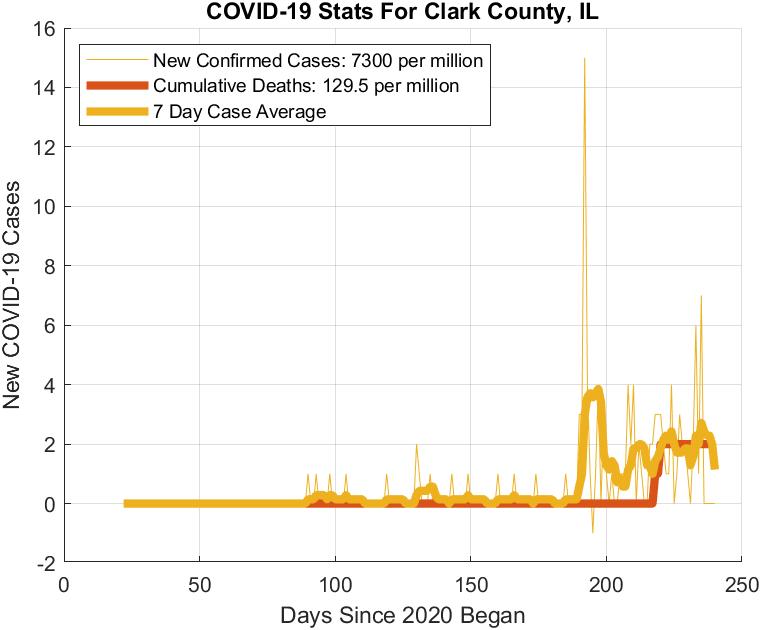 COVID-19 Stats For Clark County, IL
16
14
12
10
8
6
4
2
0
-2
New COVID-19 Cases
New Confirmed Cases: 7300 per million
Cumulative Deaths: 129.5 per million
7 Day Case Average
0 50 100 150 200 250
Days Since 2020 Began